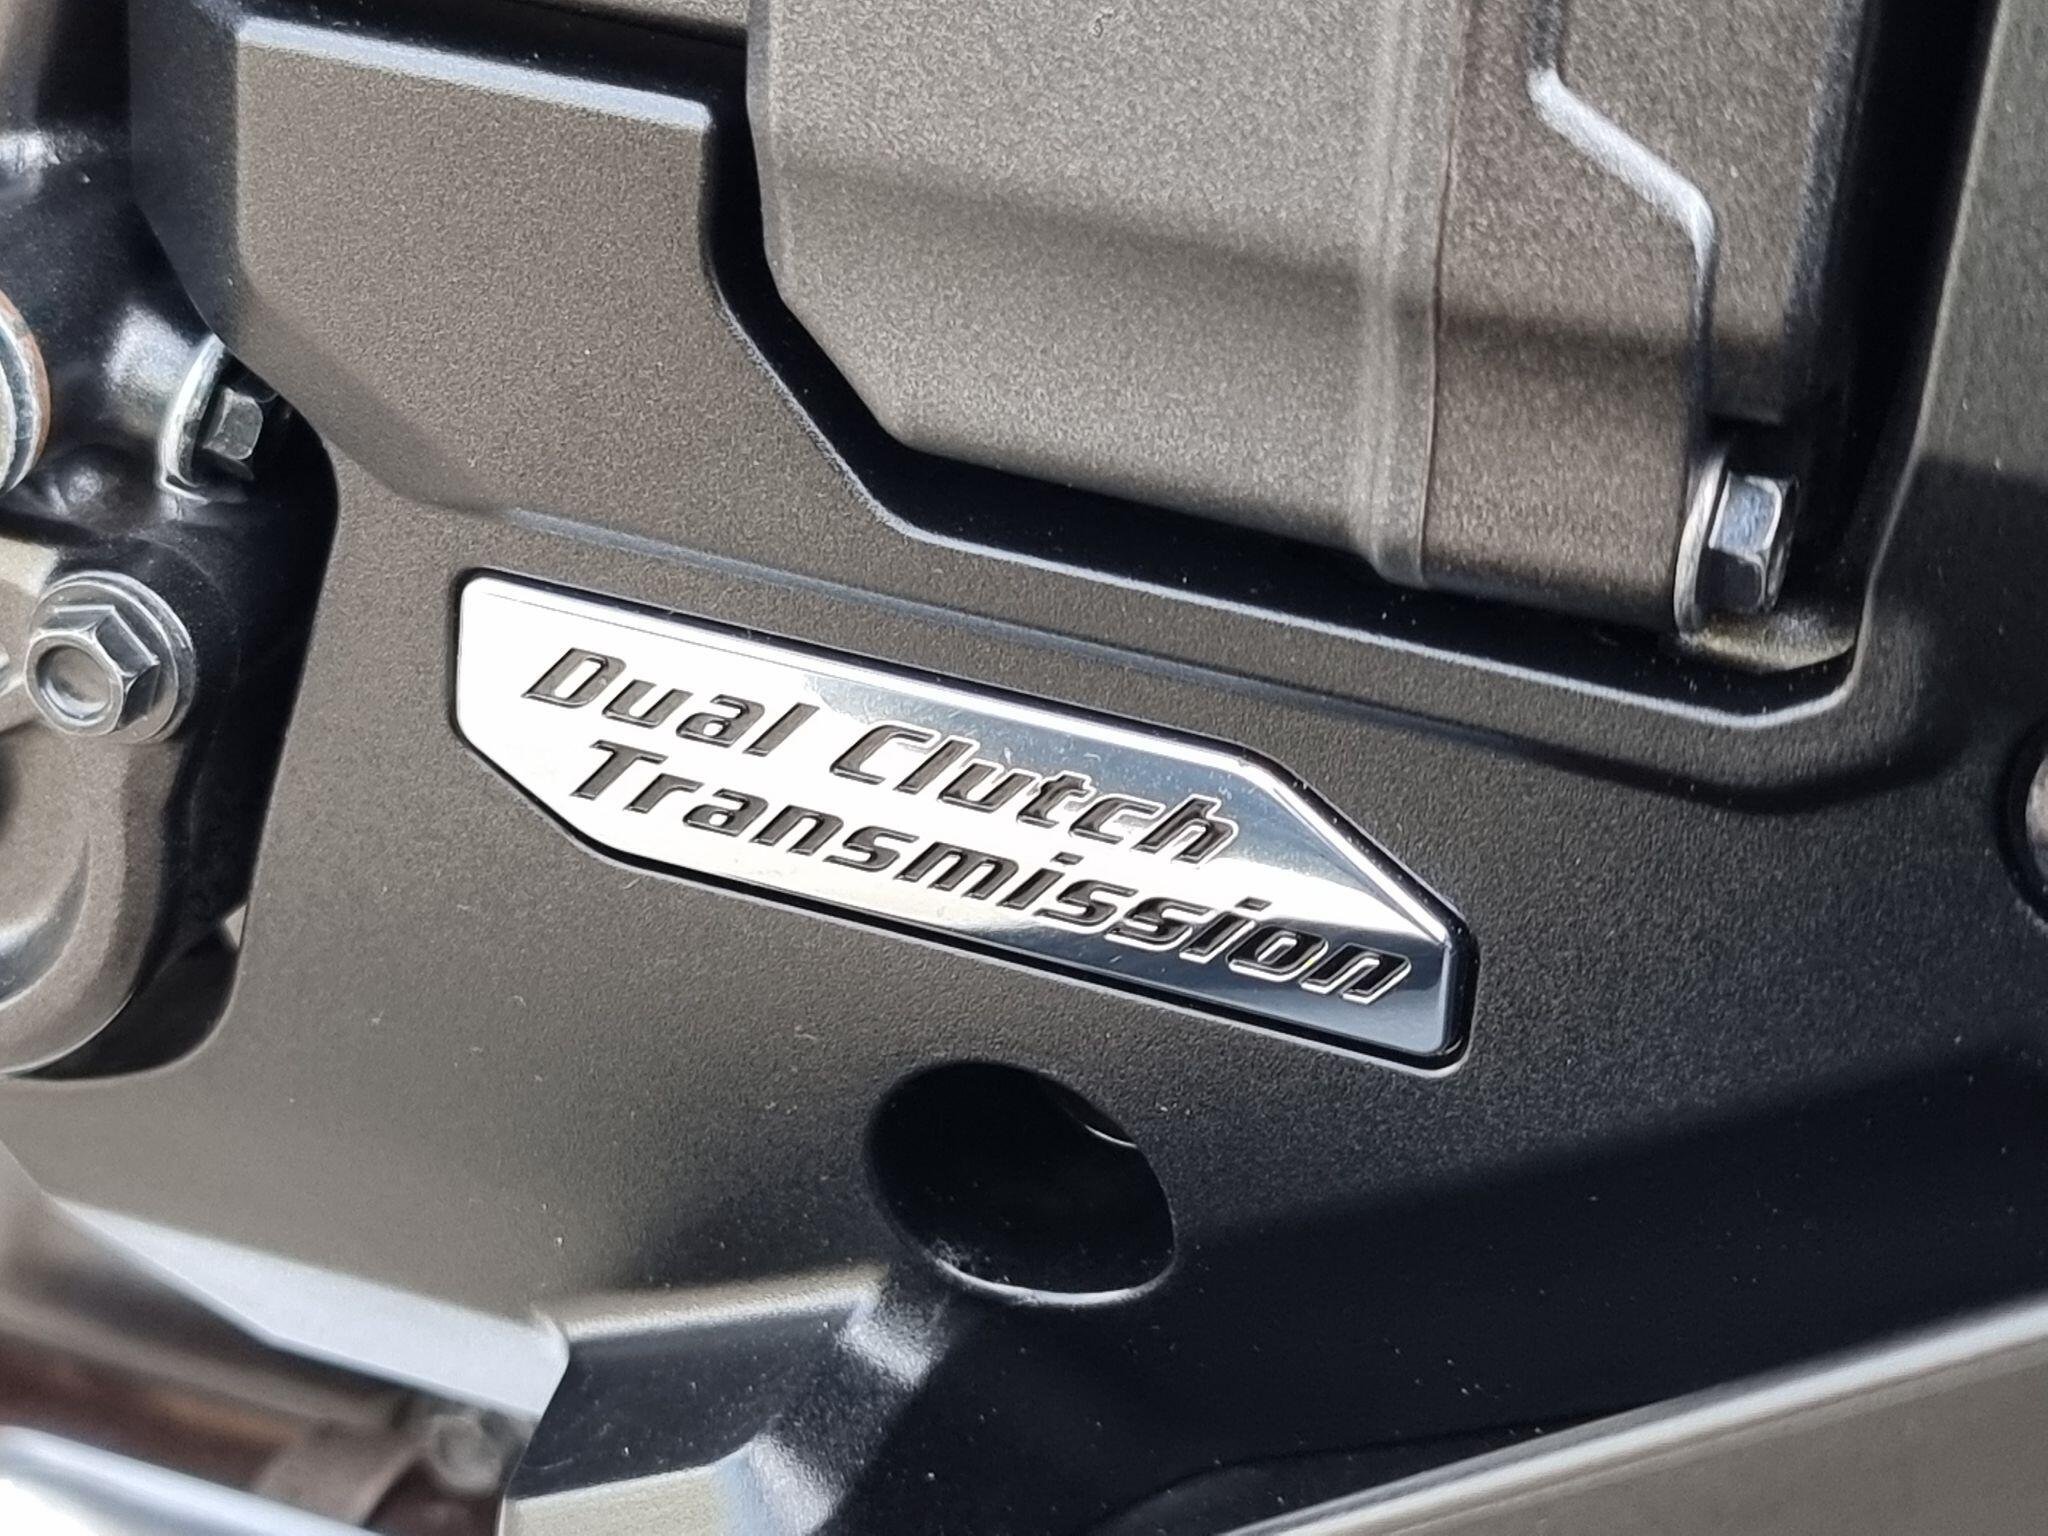 Dual Clutch
Transmission